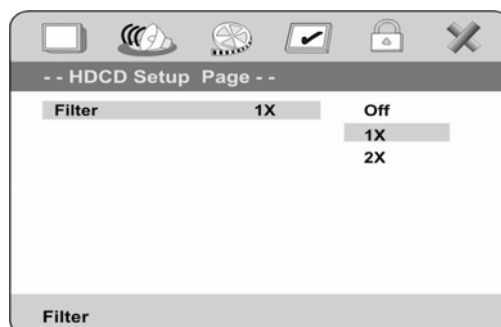 - - HDCD Setup Page - -
Filter 1X Off
1X
2X
Filter